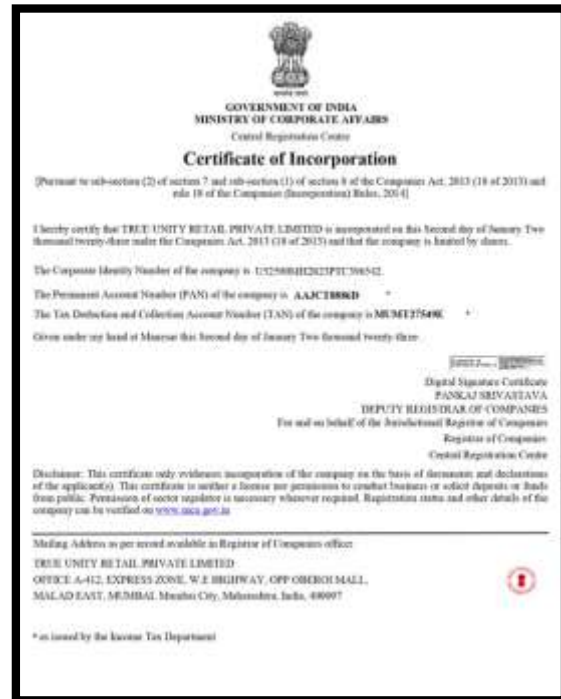 GOVERNMENT OF INDIA
MINISTRY OF CORPORATE AFFAIRS
Central Registration Centre
Certificate of Incorporation
[Pursuant to sub-section (2) of section 7 and sub-section (1) of section 8 of the Companies Act, 2013 (18 of 2013) and
rule 18 of the Companies (Incorporation) Rules, 2014]
I hereby certify that TRUE UNITY RETAIL PRIVATE LIMITED is incorporated on this Second day of January Two
thousand twenty-three under the Companies Act, 2013 (18 of 2013) and that the company is limited by shares.
The Corporate Identity Number of the company is
The Permanent Account Number (PAN) of the company is *
The Tax Deduction and Collection Account Number (TAN) of the company is MUMT27549E *
Given under my hand at Manesar this Second day of January Two thousand twenty-three
Digital Signature Certificate
PANKAJ SRIVASTAVA
DEPUTY REGISTRAR OF COMPANIES
For and on behalf of the Jurisdictional Registrar of Companies
Registrar of Companies
Central Registration Centre
Disclaimer: This certificate only evidences incorporation of the company on the basis of documents and declarations
of the applicant(s). This certificate is neither a license nor permission to conduct business or solicit deposits or funds
from public. Permission of sector regulator is necessary wherever required. Registration status and other details of the
company can be verified on www.mca.gov.in
Mailing Address as per record available in Registrar of Companies office:
TRUE UNITY RETAIL PRIVATE LIMITED
OFFICE A-412, EXPRESS ZONE, W.E HIGHWAY, OPP OBEROI MALL,
MALAD EAST, MUMBAI, Mumbai City, Maharashtra, India,
* as issued by the Income Tax Department